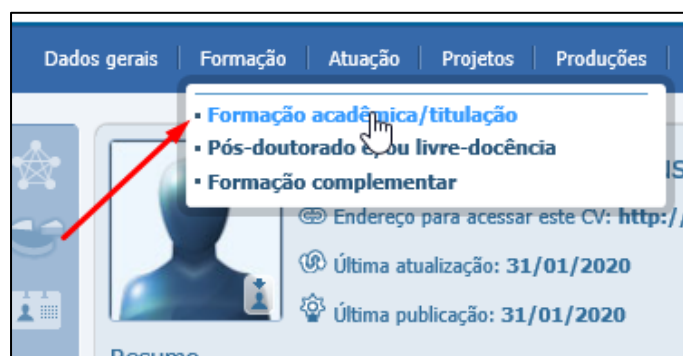 Dados gerais | Formação | Atuação | Projetos | Produções |
▪ Formação acadêmica/titulação
▪ Pós-doutorado e/ou livre-docência
▪ Formação complementar
Endereço para acessar este CV: http:/
Última atualização: 31/01/2020
Última publicação: 31/01/2020
Resumo